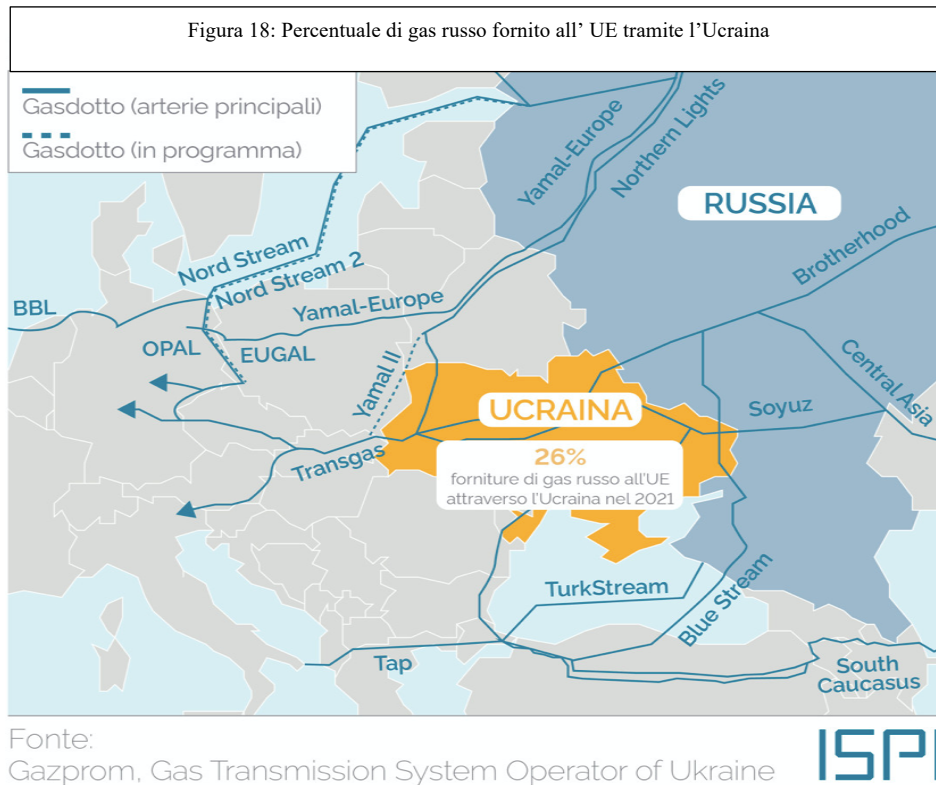 Figura 18: Percentuale di gas russo fornito all’ UE tramite l’Ucraina
Gasdotto (arterie principali)
Gasdotto (in programma)
Yamal-Europe
Northern Lights
RUSSIA
Brotherhood
Nord Stream
Nord Stream 2
BBL
Yamal-Europe
OPAL
EUGAL
Yamal II
Central Asia
UCRAINA
Soyuz
Transgas
26%
forniture di gas russo all'UE
attraverso l'Ucraina nel 2021
TurkStream
Blue Stream
Tap
South
Caucasus
Fonte:
Gazprom, Gas Transmission System Operator of Ukraine
ISPI